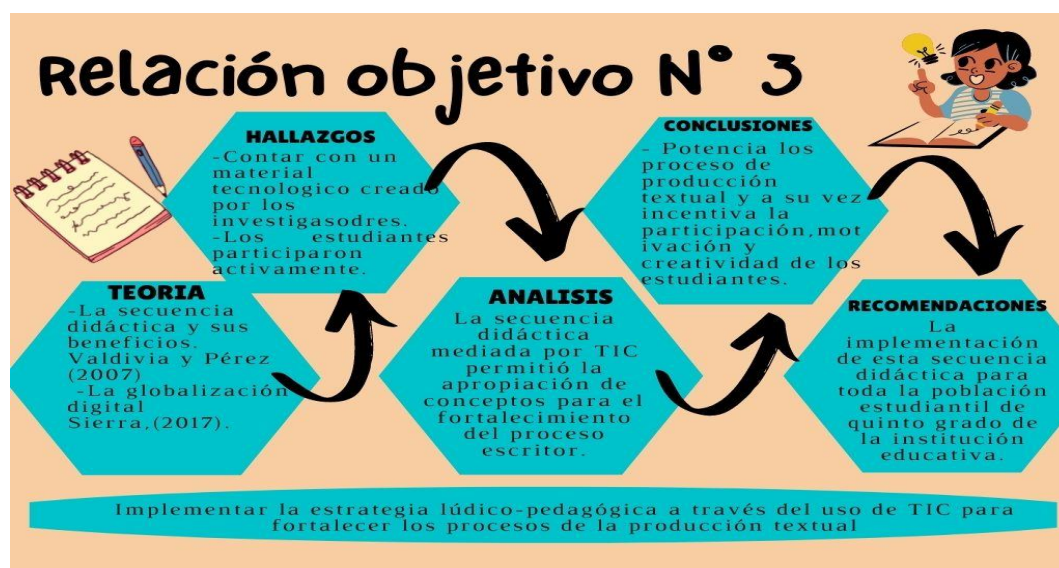 Relación objetivo N° 3
HALLAZGOS
-Contar con un
material
tecnologico creado
por los
investigasodres.
-Los estudiantes
participaron
activamente.
CONCLUSIONES
- Potencia los
proceso de
producción
textual y a su vez
incentiva la
participación,mot
ivación y
creatividad de los
estudiantes.
TEORIA
-La secuencia
didáctica y sus
beneficios.
Valdivia y Pérez
(2007)
-La globalización
digital
Sierra,(2017).
ANALISIS
La secuencia
didáctica
mediada por TIC
permitió la
apropiación de
conceptos para el
fortalecimiento
del proceso
escritor.
RECOMENDACIONES
La
implementación
de esta secuencia
didáctica para
toda la población
estudiantil de
quinto grado de
la institución
educativa.
Implementar la estrategia lúdico-pedagógica a través del uso de TIC para
fortalecer los procesos de la producción textual